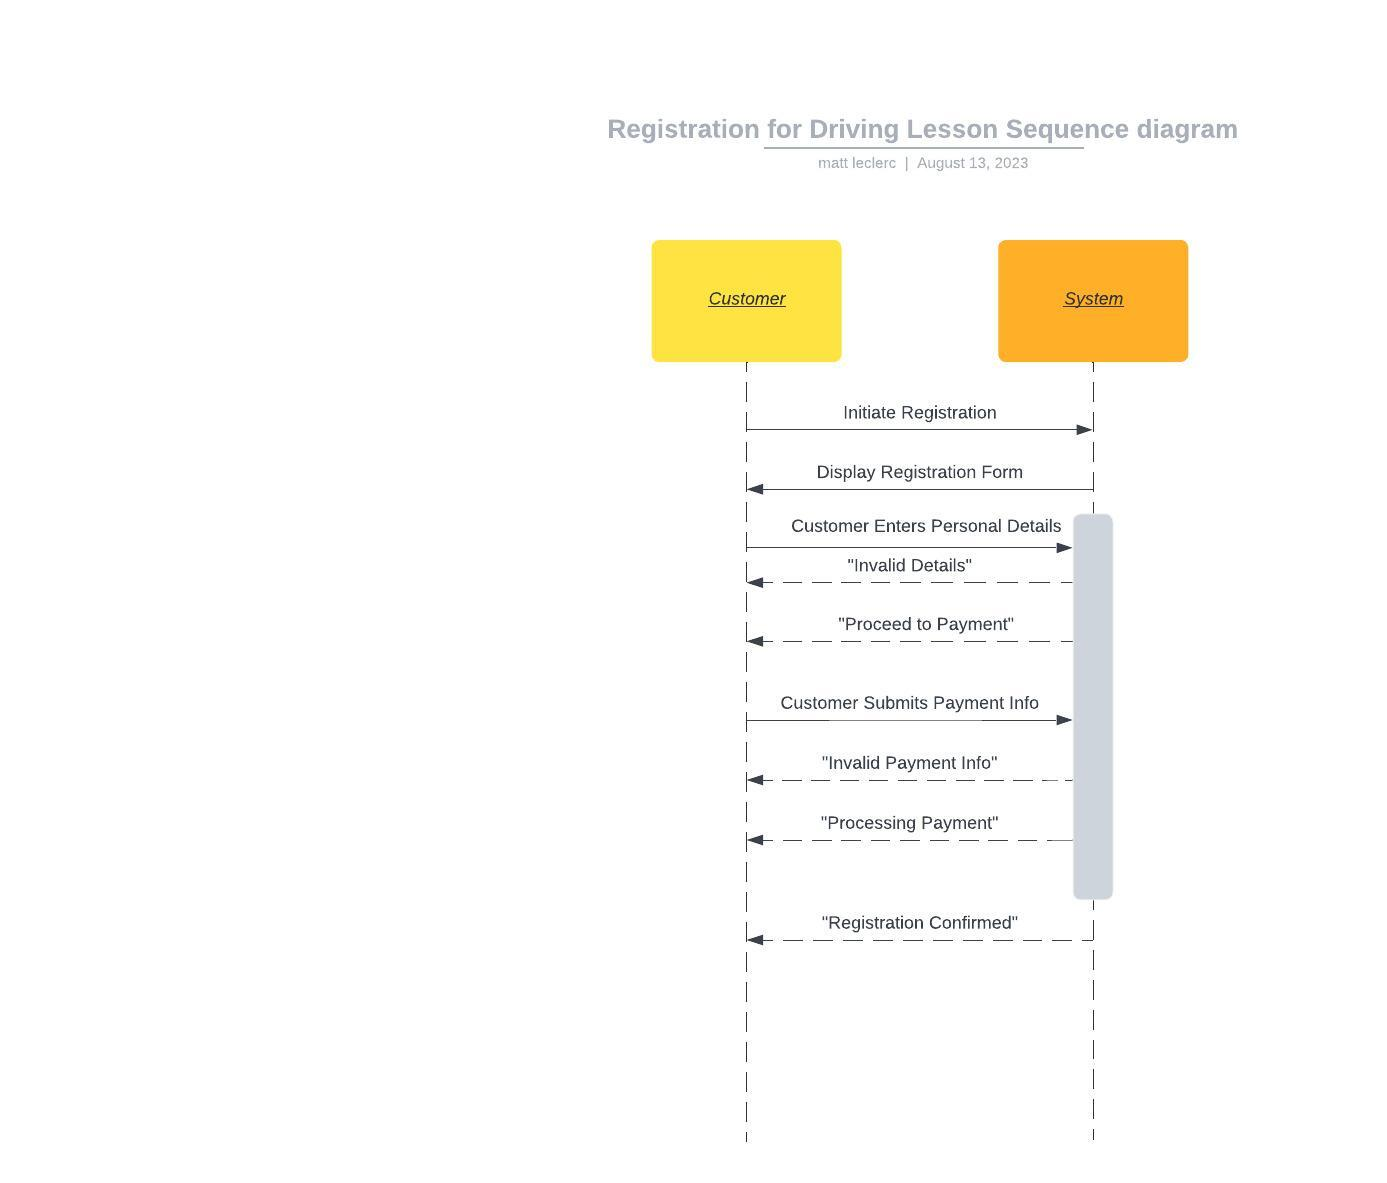 Registration for Driving Lesson Sequence diagram
matt leclerc | August 13, 2023
Customer
System
Initiate Registration
Display Registration Form
Customer Enters Personal Details
"Invalid Details"
"Proceed to Payment"
Customer Submits Payment Info
"Invalid Payment Info"
"Processing Payment"
"Registration Confirmed"